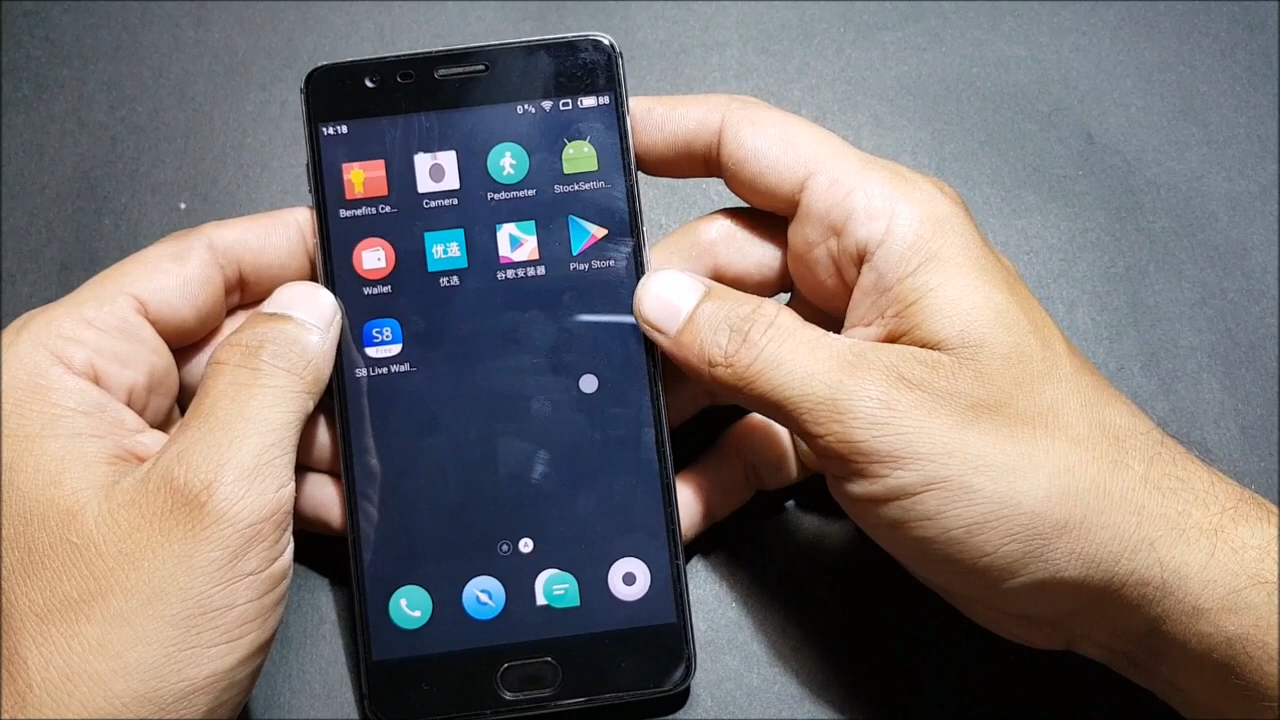 14:18 0 K/s 88
Benefits Ce... Camera Pedometer StockSettin...
优选
Wallet 优选 谷歌安装器 Play Store
S8
Free
S8 Live Wall...
A